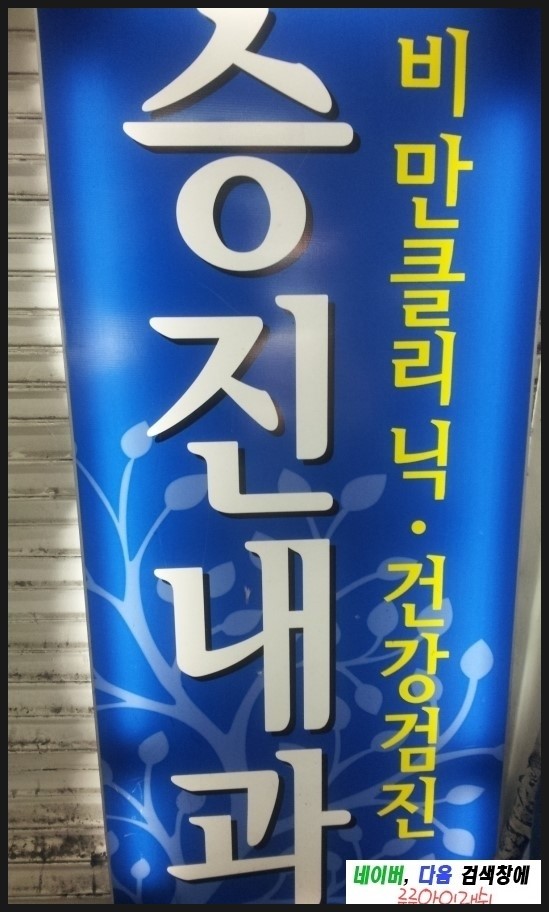 승진내과
비만클리닉·건강검진
네이버, 다음 검색창에